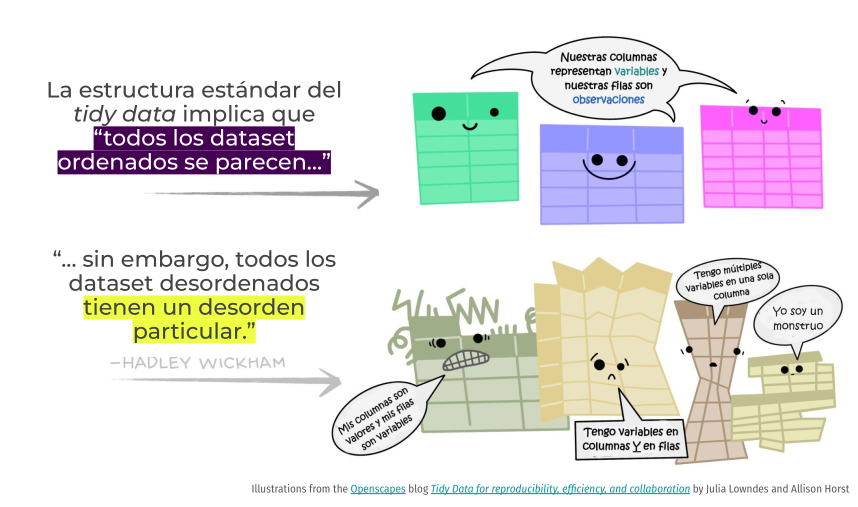 La estructura estándar del
tidy data implica que
“todos los dataset
ordenados se parecen...”
Nuestras columnas
representan variables y
nuestras filas son
observaciones
“... sin embargo, todos los
dataset desordenados
tienen un desorden
particular.”
—HADLEY WICKHAM
Mis columnas son
valores y mis filas
son variables
Tengo variables en
columnas Y en filas
Tengo múltiples
variables en una sola
columna
Yo soy un
monstruo
Illustrations from the Openscapes blog Tidy Data for reproducibility, efficiency, and collaboration by Julia Lowndes and Allison Horst